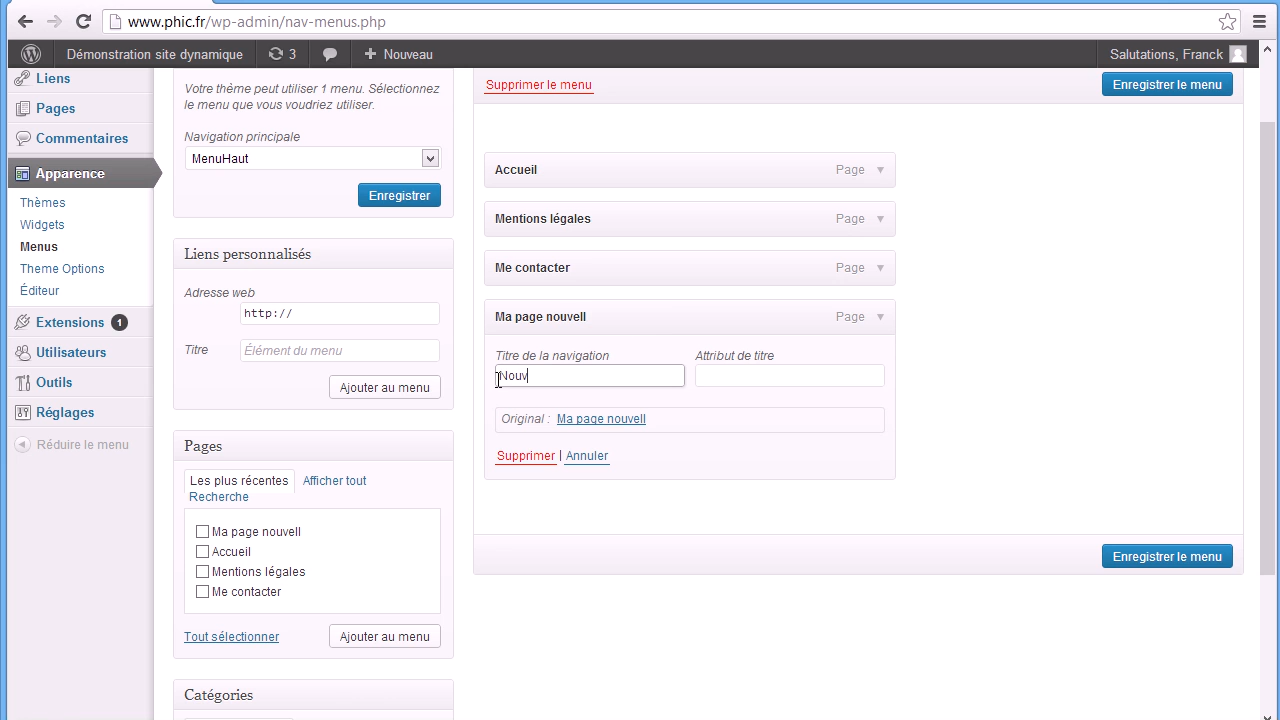 www.phic.fr/wp-admin/nav-menus.php
Démonstration site dynamique 3 Nouveau Salutations, Franck
Liens
Pages
Commentaires
Apparence
Thèmes
Widgets
Menus
Theme Options
Éditeur
Extensions 1
Utilisateurs
Outils
Réglages
Réduire le menu
Votre thème peut utiliser 1 menu. Sélectionnez
le menu que vous voudriez utiliser.
Navigation principale
MenuHaut
Enregistrer
Liens personnalisés
Adresse web
http://
Titre Élément du menu
Ajouter au menu
Pages
Les plus récentes Afficher tout
Recherche
Ma page nouvell
Accueil
Mentions légales
Me contacter
Tout sélectionner Ajouter au menu
Catégories
Supprimer le menu Enregistrer le menu
Accueil Page
Mentions légales Page
Me contacter Page
Ma page nouvell Page
Titre de la navigation Attribut de titre
Nouv
Original : Ma page nouvell
Supprimer | Annuler
Enregistrer le menu